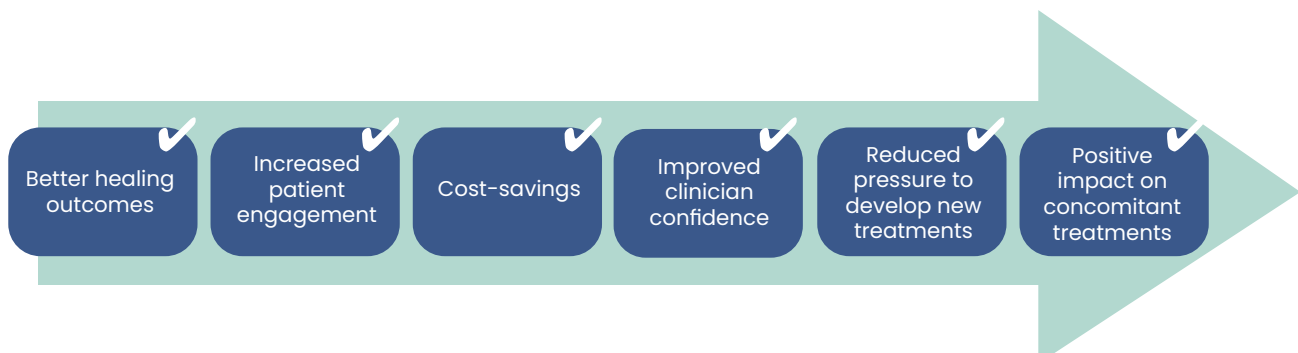 Better healing
outcomes
Increased
patient
engagement
Cost-savings
Improved
clinician
confidence
Reduced
pressure to
develop new
treatments
Positive
impact on
concomitant
treatments